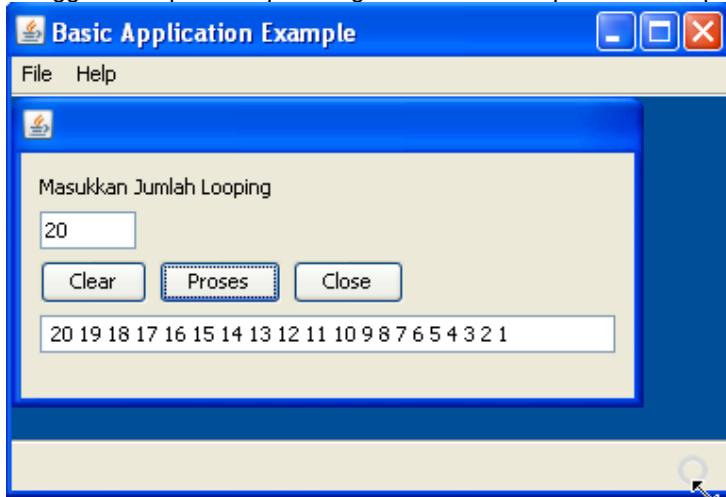 Basic Application Example
File Help
Masukkan Jumlah Looping
20
Clear Proses Close
20 19 18 17 16 15 14 13 12 11 10 9 8 7 6 5 4 3 2 1